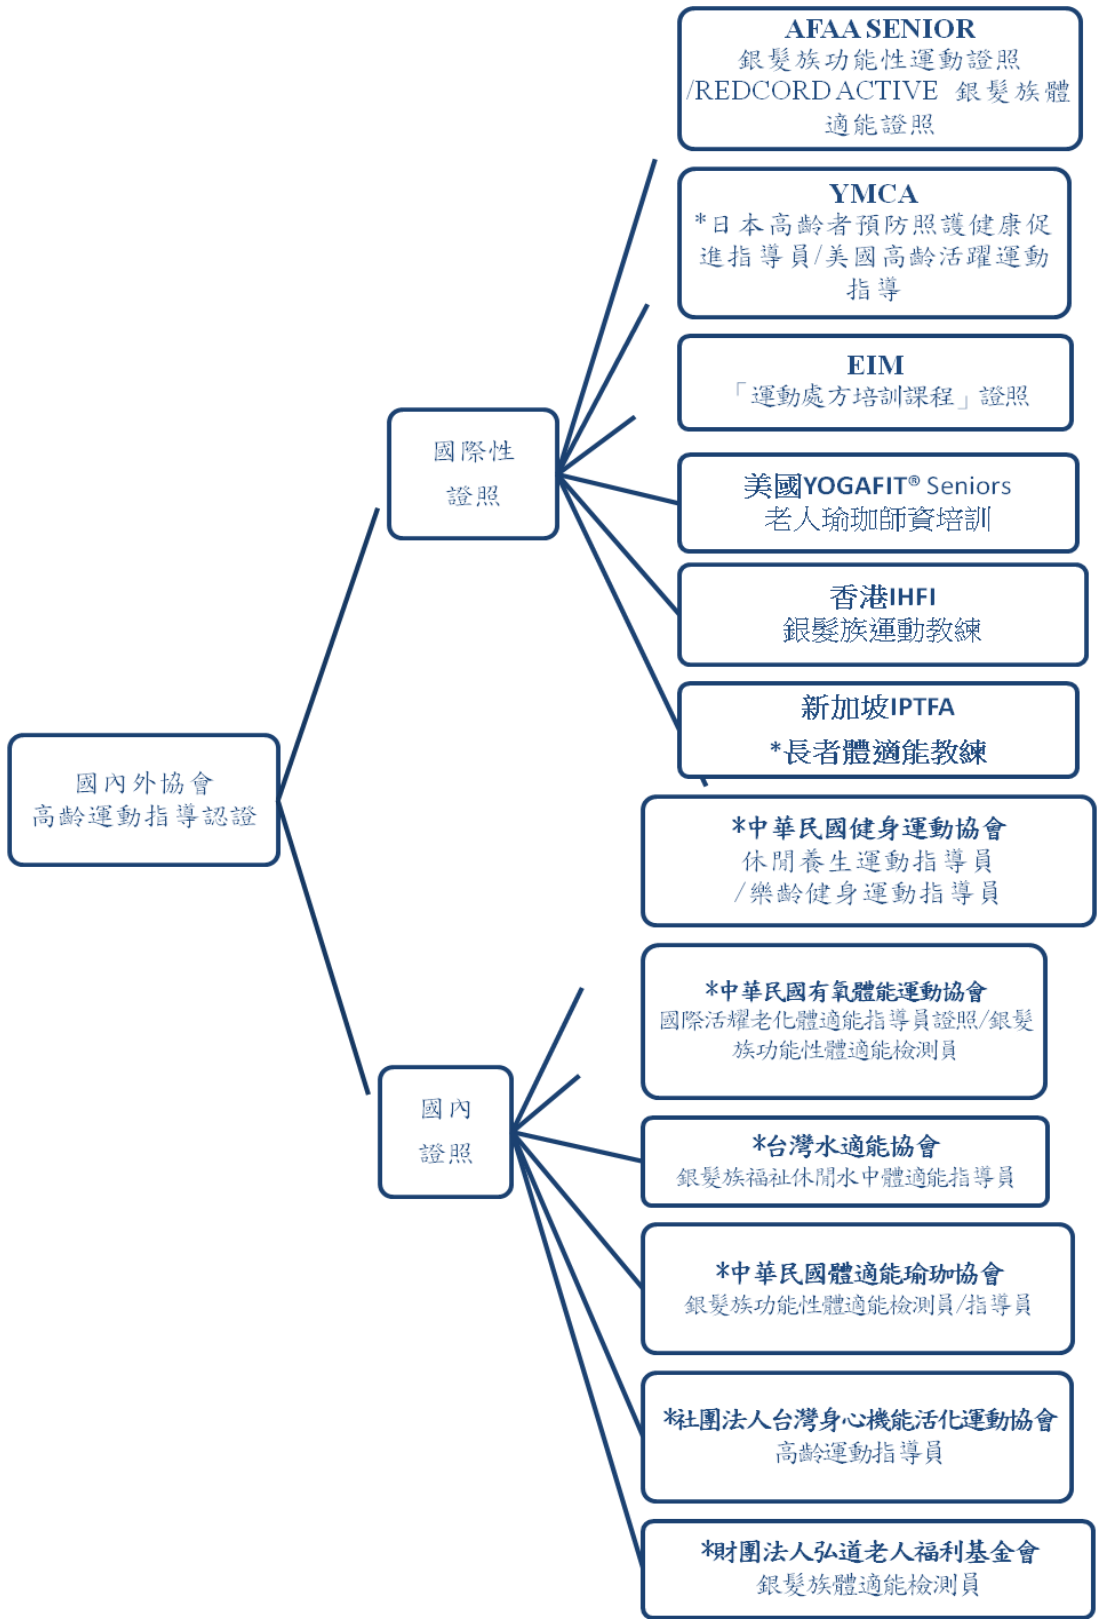 AFAA SENIOR
銀髮族功能性運動證照
/REDCORD ACTIVE 銀髮族體
適能證照
YMCA
*日本高齡者預防照護健康促
進指導員/美國高齡活躍運動
指導
EIM
「運動處方培訓課程」證照
國際性
證照
美國YOGAFIT® Seniors
老人瑜珈師資培訓
香港IHFI
銀髮族運動教練
新加坡IPTFA
*長者體適能教練
國內外協會
高齡運動指導認證
*中華民國健身運動協會
休閒養生運動指導員
/樂齡健身運動指導員
*中華民國有氧體能運動協會
國際活耀老化體適能指導員證照/銀髮
族功能性體適能檢測員
國內
證照
*台灣水適能協會
銀髮族福祉休閒水中體適能指導員
*中華民國體適能瑜珈協會
銀髮族功能性體適能檢測員/指導員
*社團法人台灣身心機能活化運動協會
高齡運動指導員
*財團法人弘道老人福利基金會
銀髮族體適能檢測員